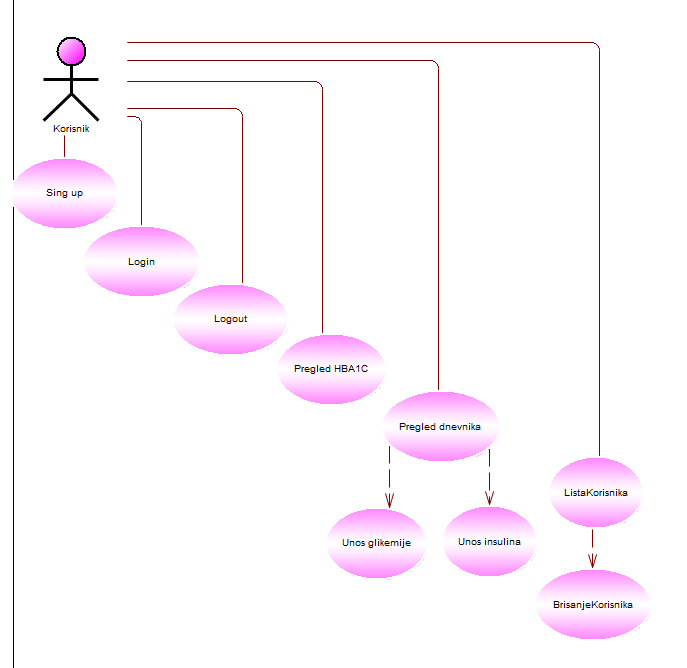 Korisnik
Sing up
Login
Logout
Pregled HBA1C
Pregled dnevnika
ListaKorisnika
Unos glikemije
Unos insulina
BrisanjeKorisnika